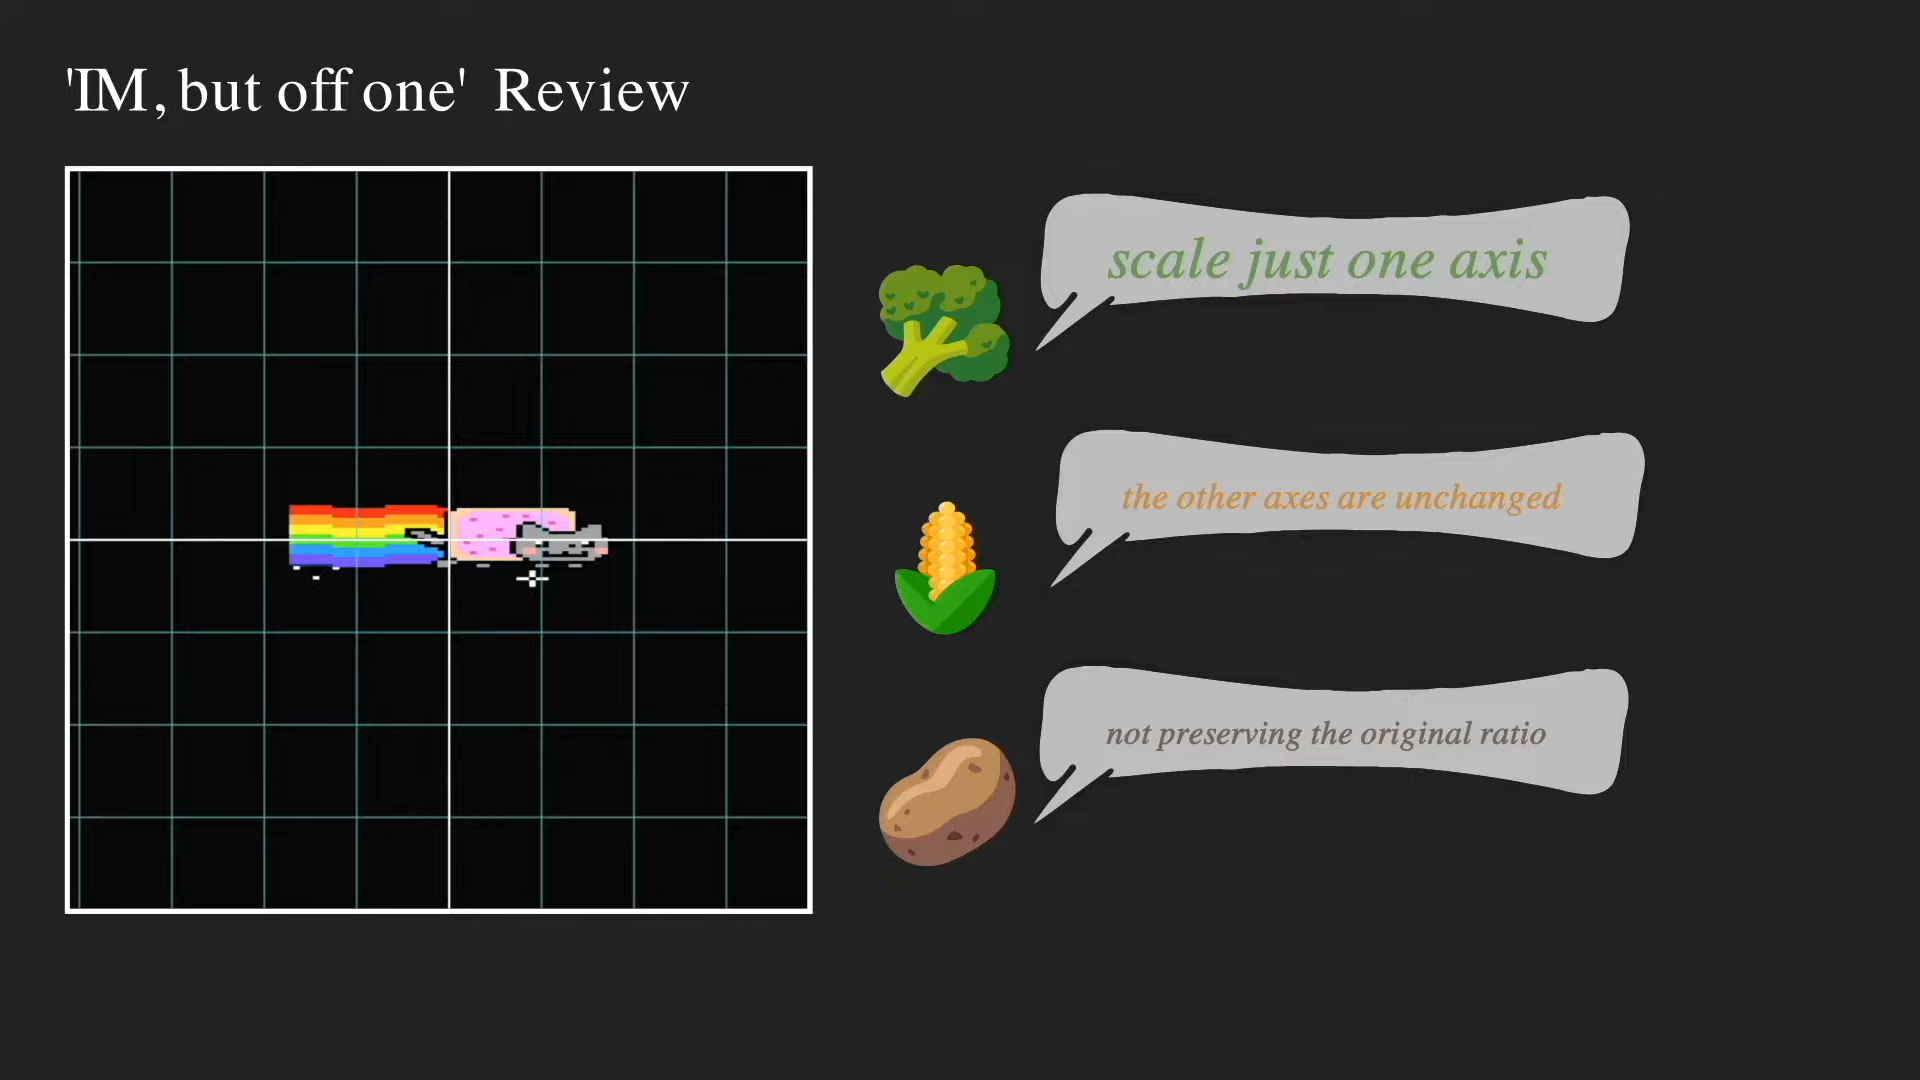 'IM, but off one' Review
scale just one axis
the other axes are unchanged
not preserving the original ratio